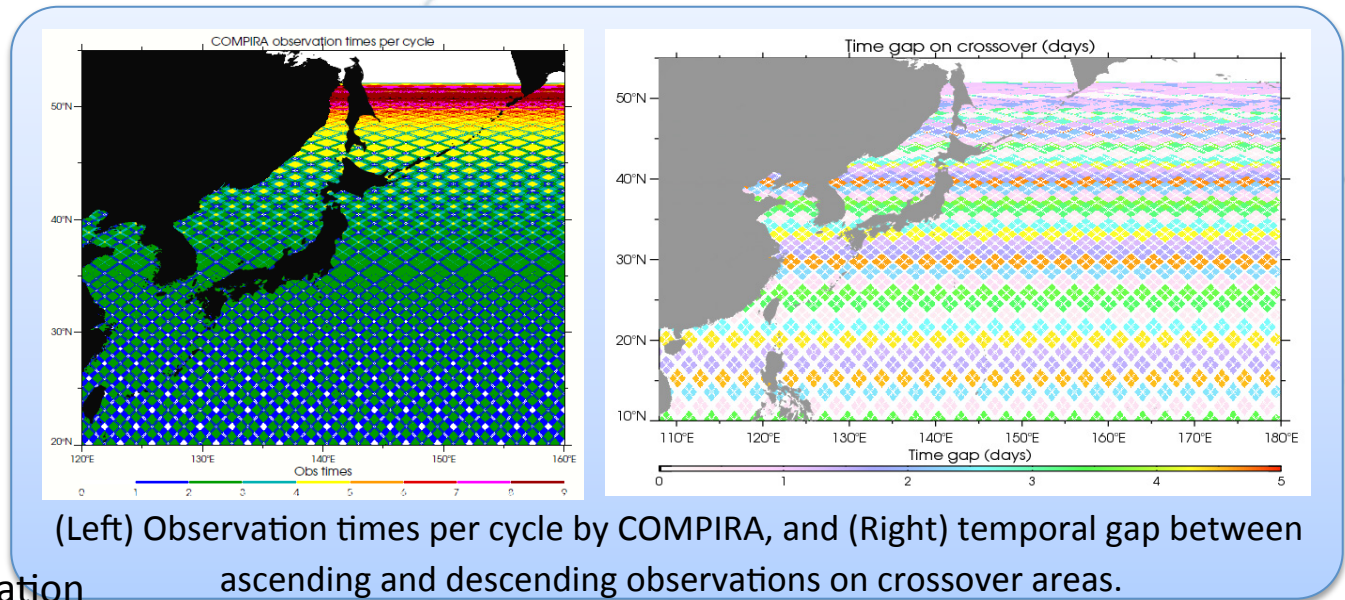 COMPIRA observation times per cycle
50°N
40°N
30°N
20°N
120°E 130°E 140°E 150°E 160°E
Obs times
0 1 2 3 4 5 6 7 8 9
Time gap on crossover (days)
50°N
40°N
30°N
20°N
10°N
110°E 120°E 130°E 140°E 150°E 160°E 170°E 180°E
Time gap (days)
0 1 2 3 4 5
(Left) Observation times per cycle by COMPIRA, and (Right) temporal gap between
ascending and descending observations on crossover areas.
ation